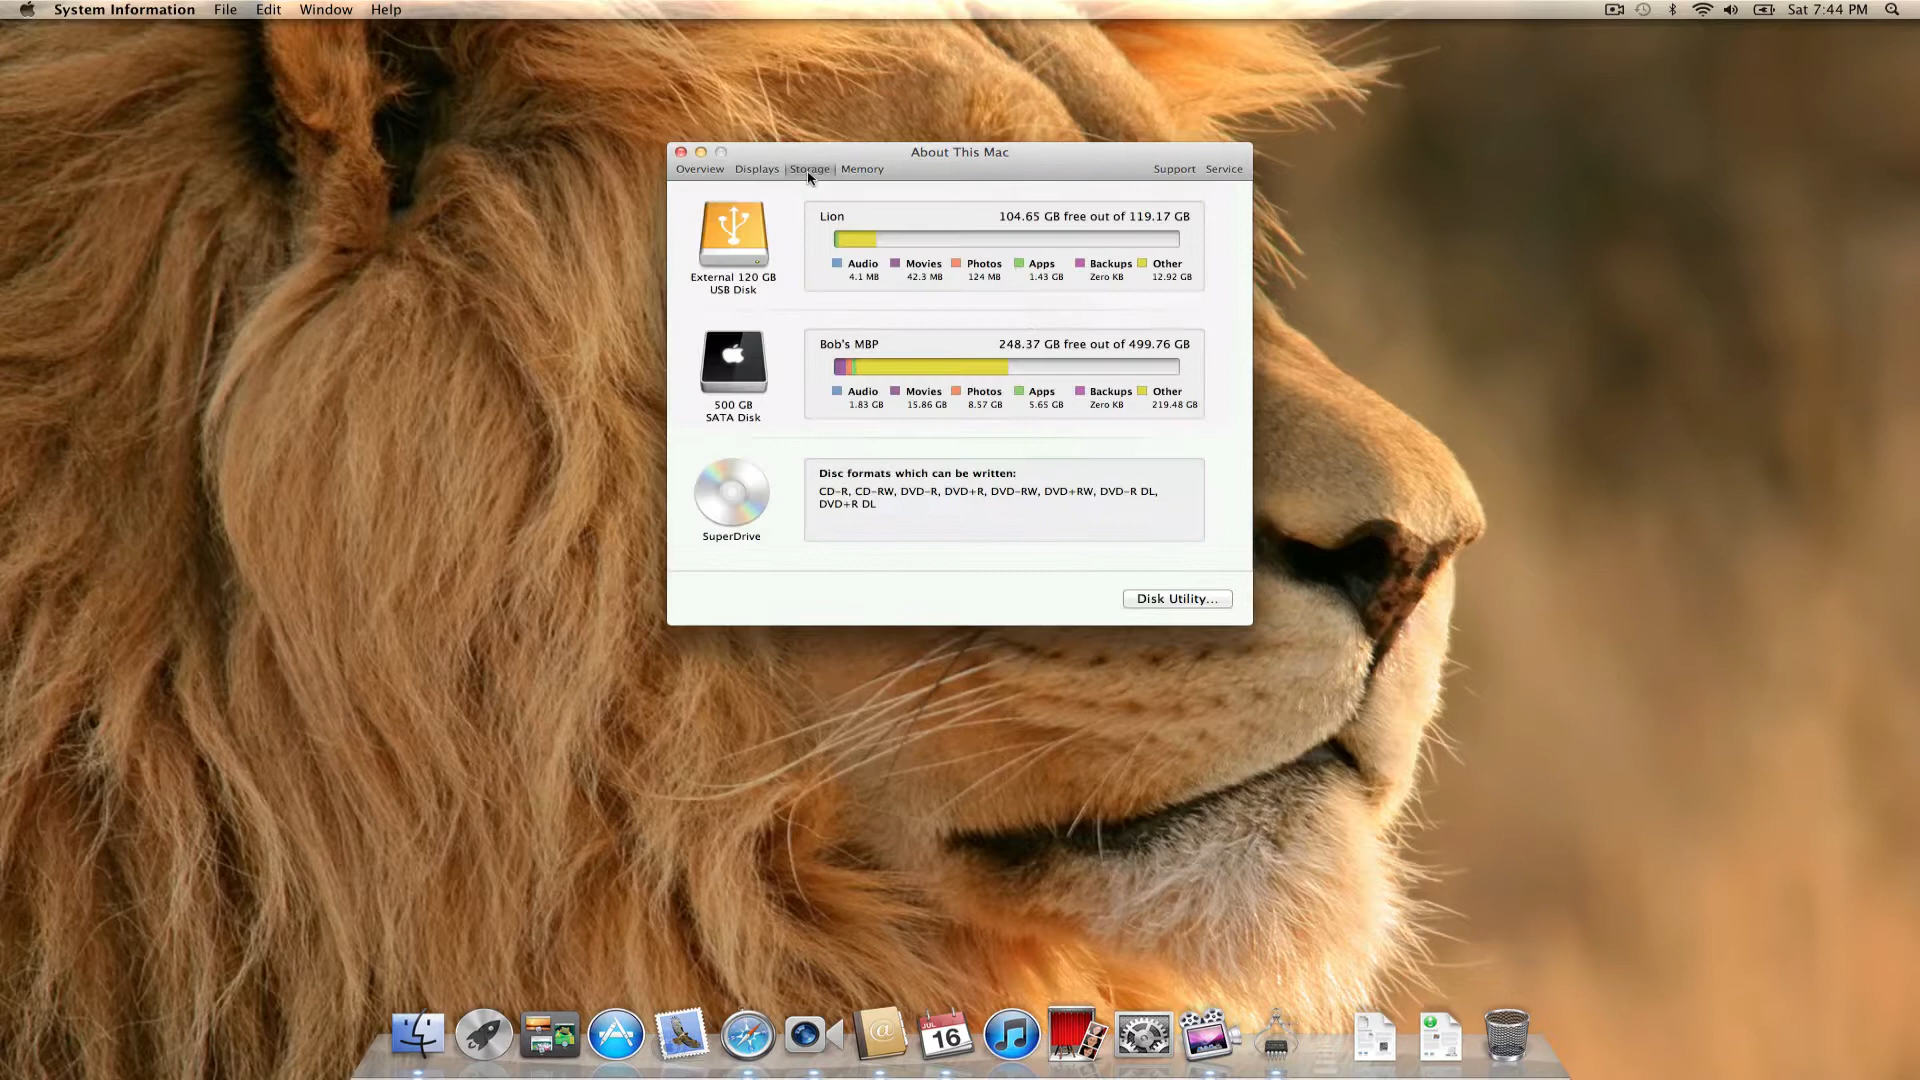 System Information File Edit Window Help Sat 7:44 PM
About This Mac
Overview Displays Storage Memory Support Service
Lion 104.65 GB free out of 119.17 GB
Audio Movies Photos Apps Backups Other
4.1 MB 42.3 MB 124 MB 1.43 GB Zero KB 12.92 GB
External 120 GB
USB Disk
Bob's MBP 248.37 GB free out of 499.76 GB
Audio Movies Photos Apps Backups Other
1.83 GB 15.86 GB 8.57 GB 5.65 GB Zero KB 219.48 GB
500 GB
SATA Disk
Disc formats which can be written:
CD-R, CD-RW, DVD-R, DVD+R, DVD-RW, DVD+RW, DVD-R DL,
DVD+R DL
SuperDrive
Disk Utility...
JUL
16